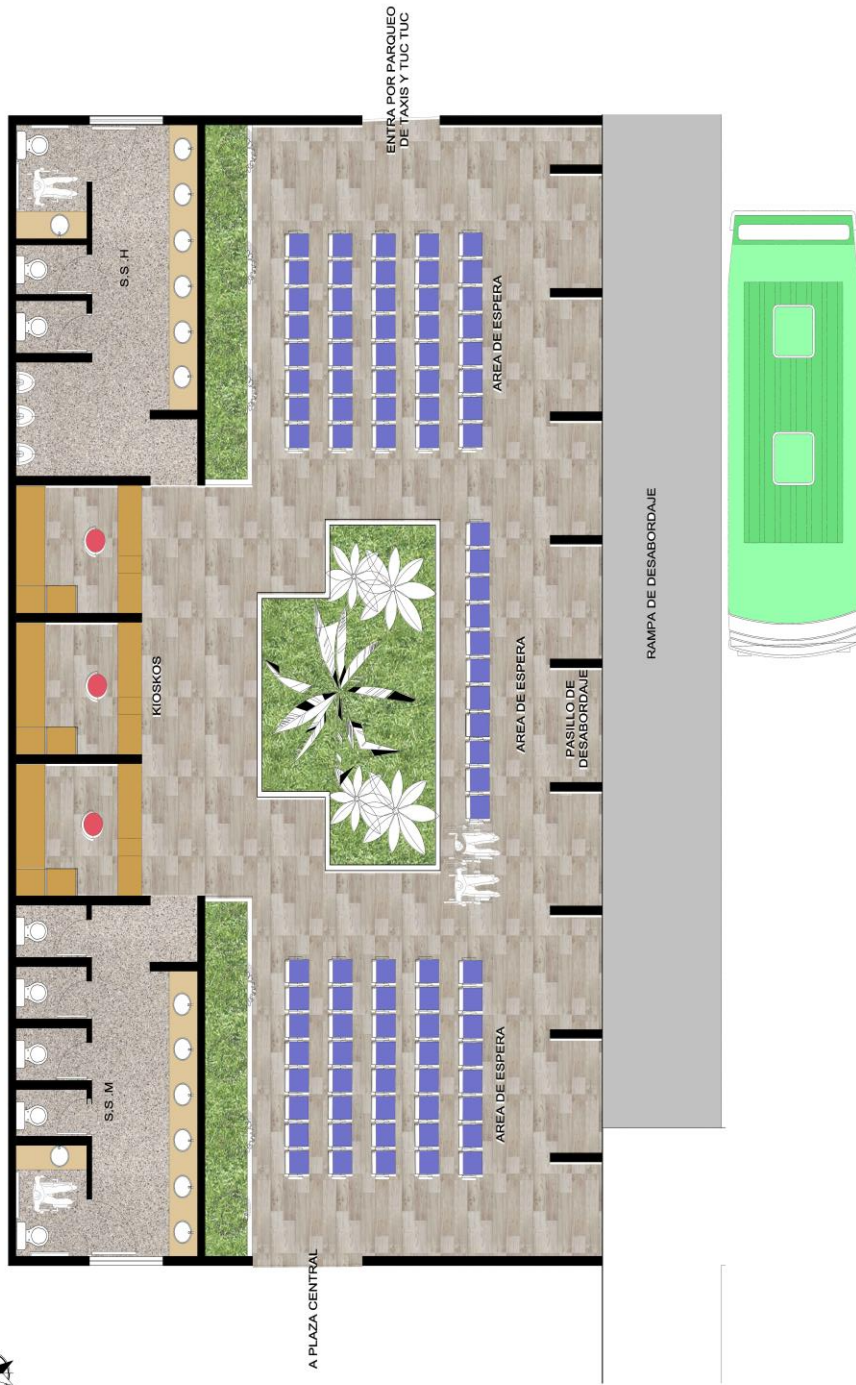 S.S .M
S.S .H
KIOSKOS
A PLAZA CENTRAL
ENTRA POR PARQUEO
DE TAXIS Y TUC TUC
AREA DE ESPERA
AREA DE ESPERA
AREA DE ESPERA
PASILLO DE
DESABORDAJE
RAMPA DE DESABORDAJE